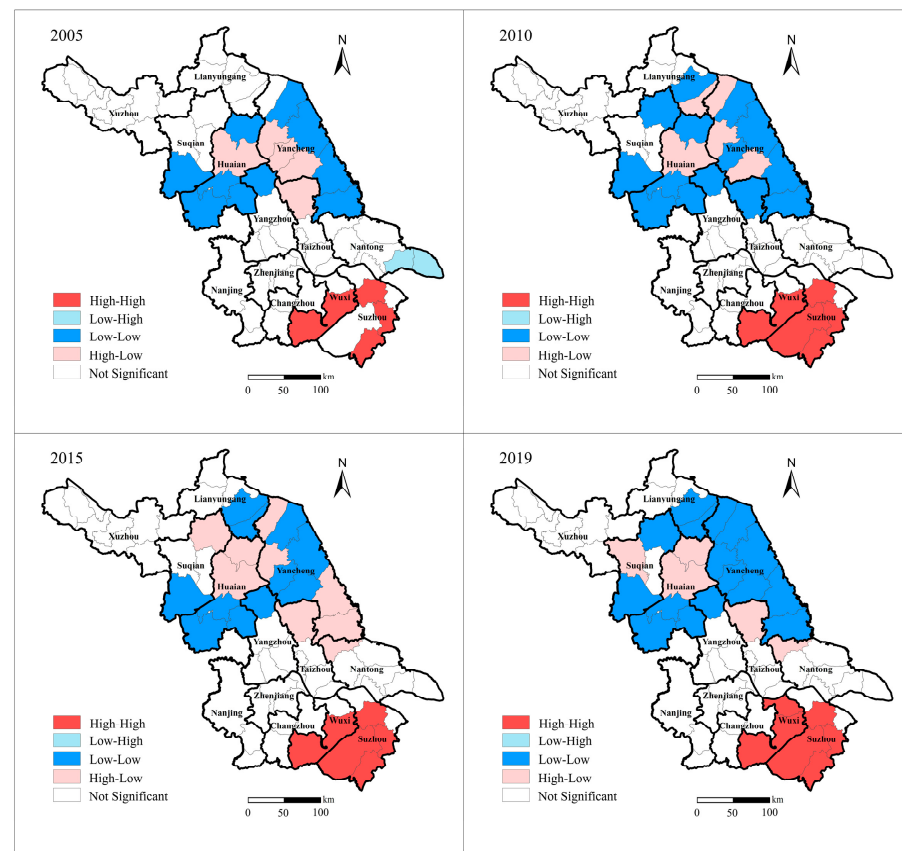 2005
N
Lianyungang
Xuzhou
Suqian
Yancheng
Huaian
Yangzhou
Taizhou
Nantong
Zhenjiang
Nanjing
Changzhou
Wuxi
Suzhou
High-High
Low-High
Low-Low
High-Low
Not Significant
km
0 50 100
2010
N
Lianyungang
Xuzhou
Suqian
Yancheng
Huaian
Yangzhou
Taizhou
Nantong
Zhenjiang
Nanjing
Changzhou
Wuxi
Suzhou
High-High
Low-High
Low-Low
High-Low
Not Significant
km
0 50 100
2015
N
Lianyungang
Xuzhou
Suqian
Yancheng
Huaian
Yangzhou
Taizhou
Nantong
Zhenjiang
Nanjing
Changzhou
Wuxi
Suzhou
High-High
Low-High
Low-Low
High-Low
Not Significant
km
0 50 100
2019
N
Lianyungang
Xuzhou
Suqian
Yancheng
Huaian
Yangzhou
Taizhou
Nantong
Zhenjiang
Nanjing
Changzhou
Wuxi
Suzhou
High-High
Low-High
Low-Low
High-Low
Not Significant
km
0 50 100